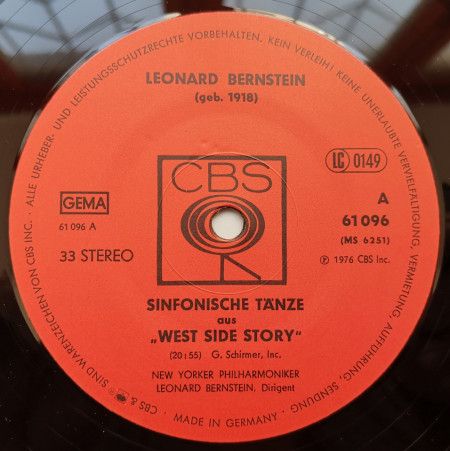 · ALLE URHEBER- UND LEISTUNGSSCHUTZRECHTE VORBEHALTEN. KEIN VERLEIH! KEINE UNERLAUBTE VERVIELFÄLTIGUNG, VERMIETUNG, AUFFÜHRUNG, SENDUNG!
LEONARD BERNSTEIN
(geb. 1918)
CBS
LC 0149
GEMA
A
61 096 A
61 096
(MS 6251)
33 STEREO
℗ 1976 CBS Inc.
SINFONISCHE TÄNZE
aus
„WEST SIDE STORY“
(20:55) G. Schirmer, Inc.
NEW YORKER PHILHARMONIKER
LEONARD BERNSTEIN, Dirigent
CBS & SIND WARENZEICHEN VON CBS INC.
· MADE IN GERMANY ·